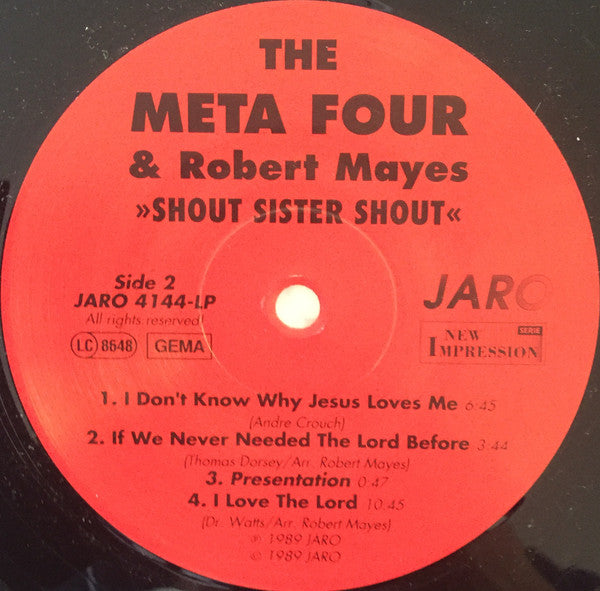 THE
META FOUR
& Robert Mayes
»SHOUT SISTER SHOUT«
Side 2
JARO 4144-LP
All rights reserved!
LC 8648 GEMA
JARO
SERIE
NEW
IMPRESSION
1. I Don't Know Why Jesus Loves Me 6:45
(Andre Crouch)
2. If We Never Needed The Lord Before 3:44
(Thomas Dorsey/Arr. Robert Mayes)
3. Presentation 0:47
4. I Love The Lord 10:45
(Dr. Watts/Arr. Robert Mayes)
℗ 1989 JARO
© 1989 JARO